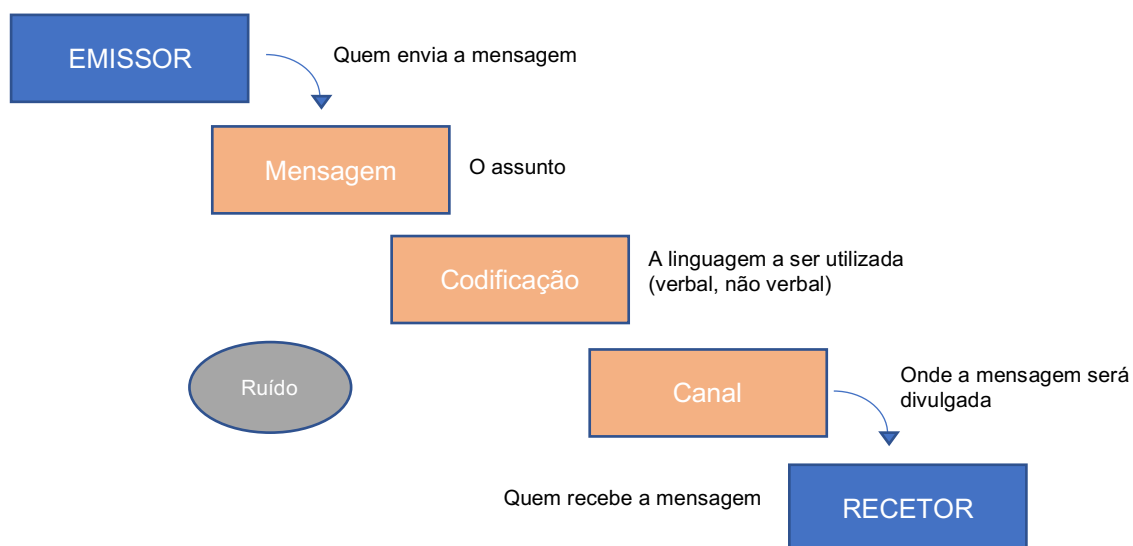 EMISSOR
Quem envia a mensagem
Mensagem
O assunto
Codificação
A linguagem a ser utilizada
(verbal, não verbal)
Ruído
Canal
Onde a mensagem será
divulgada
Quem recebe a mensagem
RECETOR